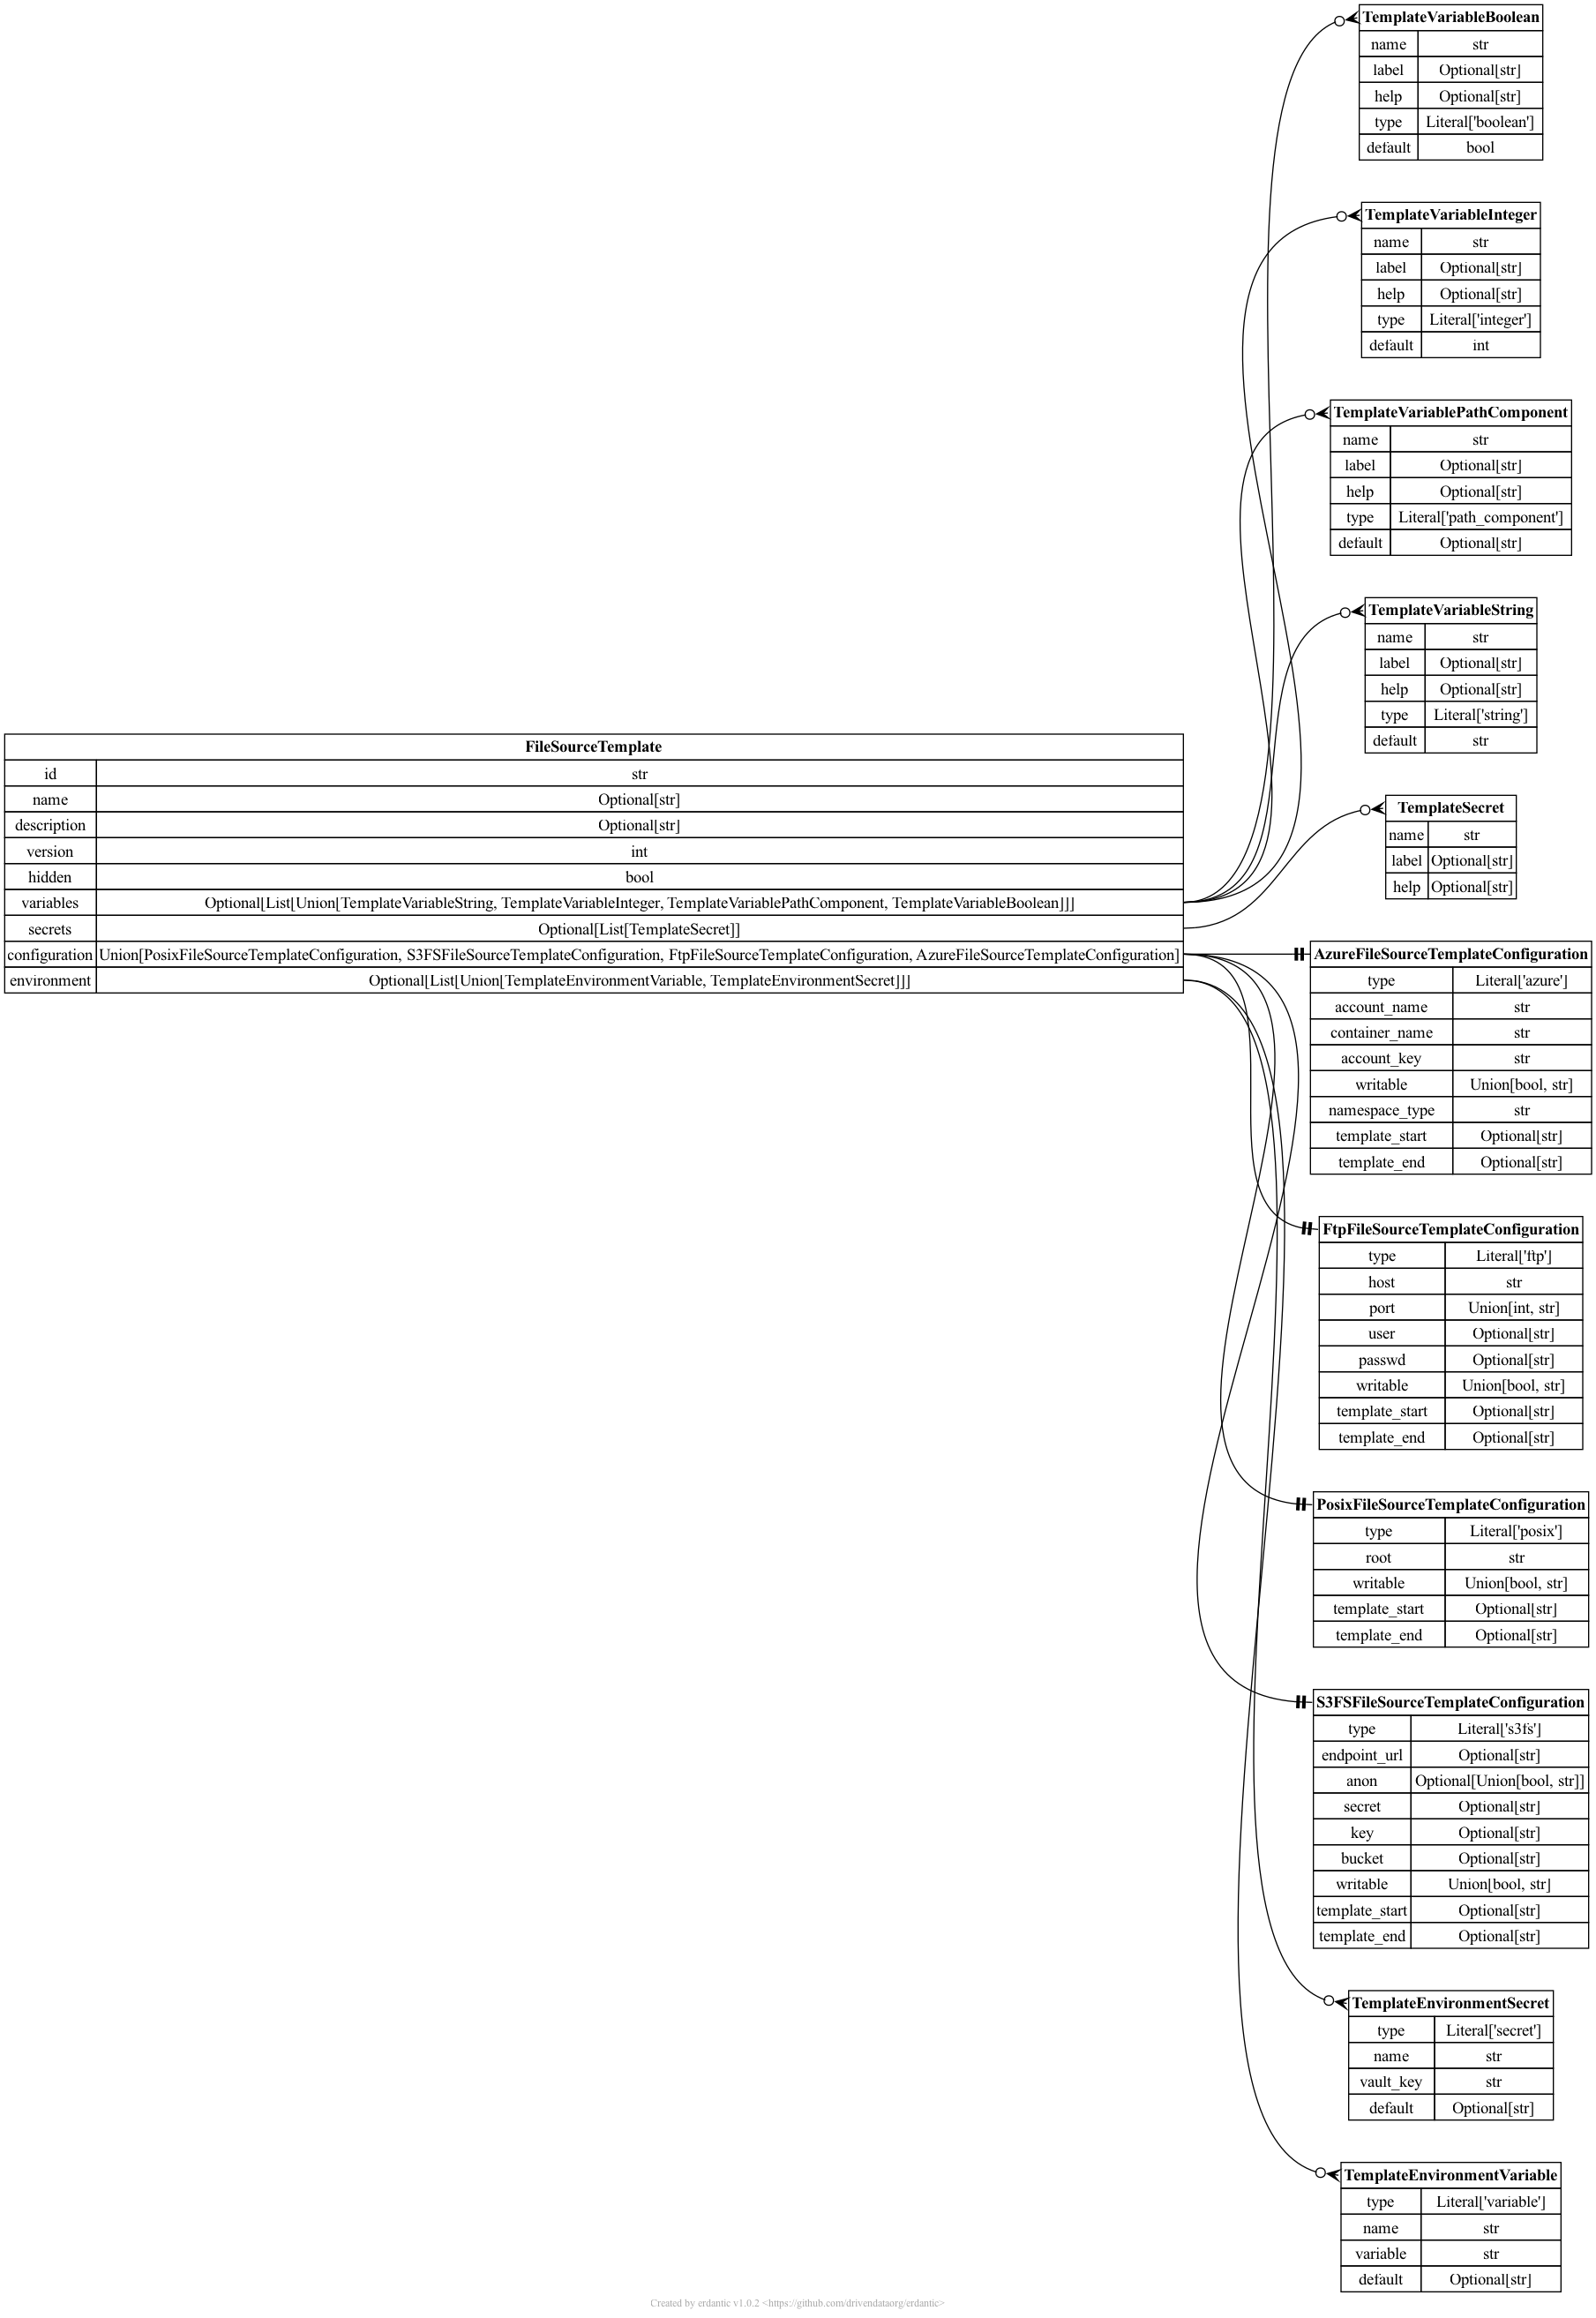 TemplateVariableBoolean
name str
label Optional[str]
help Optional[str]
type Literal['boolean']
default bool
TemplateVariableInteger
name str
label Optional[str]
help Optional[str]
type Literal['integer']
default int
TemplateVariablePathComponent
name str
label Optional[str]
help Optional[str]
type Literal['path_component']
default Optional[str]
TemplateVariableString
name str
label Optional[str]
help Optional[str]
type Literal['string']
default str
FileSourceTemplate
id str
name Optional[str]
description Optional[str]
version int
hidden bool
variables Optional[List[Union[TemplateVariableString, TemplateVariableInteger, TemplateVariablePathComponent, TemplateVariableBoolean]]]
secrets Optional[List[TemplateSecret]]
configuration Union[PosixFileSourceTemplateConfiguration, S3FSFileSourceTemplateConfiguration, FtpFileSourceTemplateConfiguration, AzureFileSourceTemplateConfiguration]
environment Optional[List[Union[TemplateEnvironmentVariable, TemplateEnvironmentSecret]]]
TemplateSecret
name str
label Optional[str]
help Optional[str]
AzureFileSourceTemplateConfiguration
type Literal['azure']
account_name str
container_name str
account_key str
writable Union[bool, str]
namespace_type str
template_start Optional[str]
template_end Optional[str]
FtpFileSourceTemplateConfiguration
type Literal['ftp']
host str
port Union[int, str]
user Optional[str]
passwd Optional[str]
writable Union[bool, str]
template_start Optional[str]
template_end Optional[str]
PosixFileSourceTemplateConfiguration
type Literal['posix']
root str
writable Union[bool, str]
template_start Optional[str]
template_end Optional[str]
S3FSFileSourceTemplateConfiguration
type Literal['s3fs']
endpoint_url Optional[str]
anon Optional[Union[bool, str]]
secret Optional[str]
key Optional[str]
bucket Optional[str]
writable Union[bool, str]
template_start Optional[str]
template_end Optional[str]
TemplateEnvironmentSecret
type Literal['secret']
name str
vault_key str
default Optional[str]
TemplateEnvironmentVariable
type Literal['variable']
name str
variable str
default Optional[str]
Created by erdantic v1.0.2 <https://github.com/drivendataorg/erdantic>